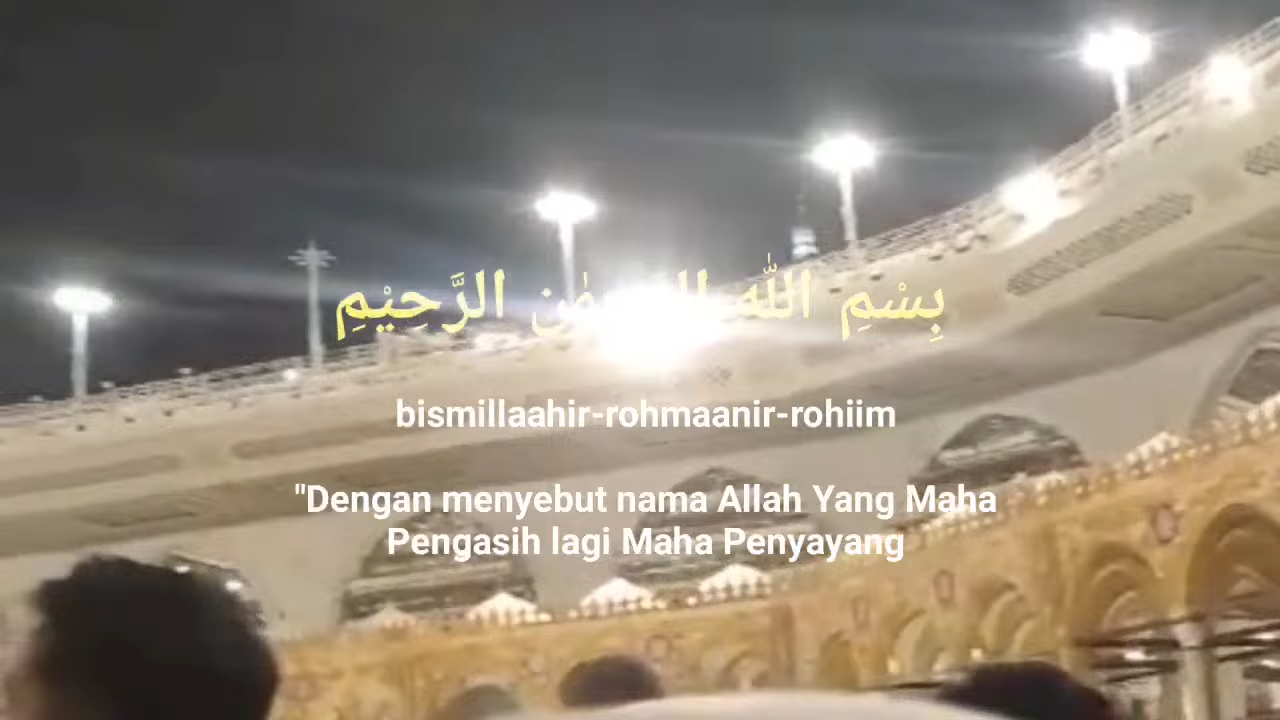 بِسْمِ اللّٰهِ الرَّحِيْمِ
bismillaahir-rohmaanir-rohiim
"Dengan menyebut nama Allah Yang Maha
Pengasih lagi Maha Penyayang